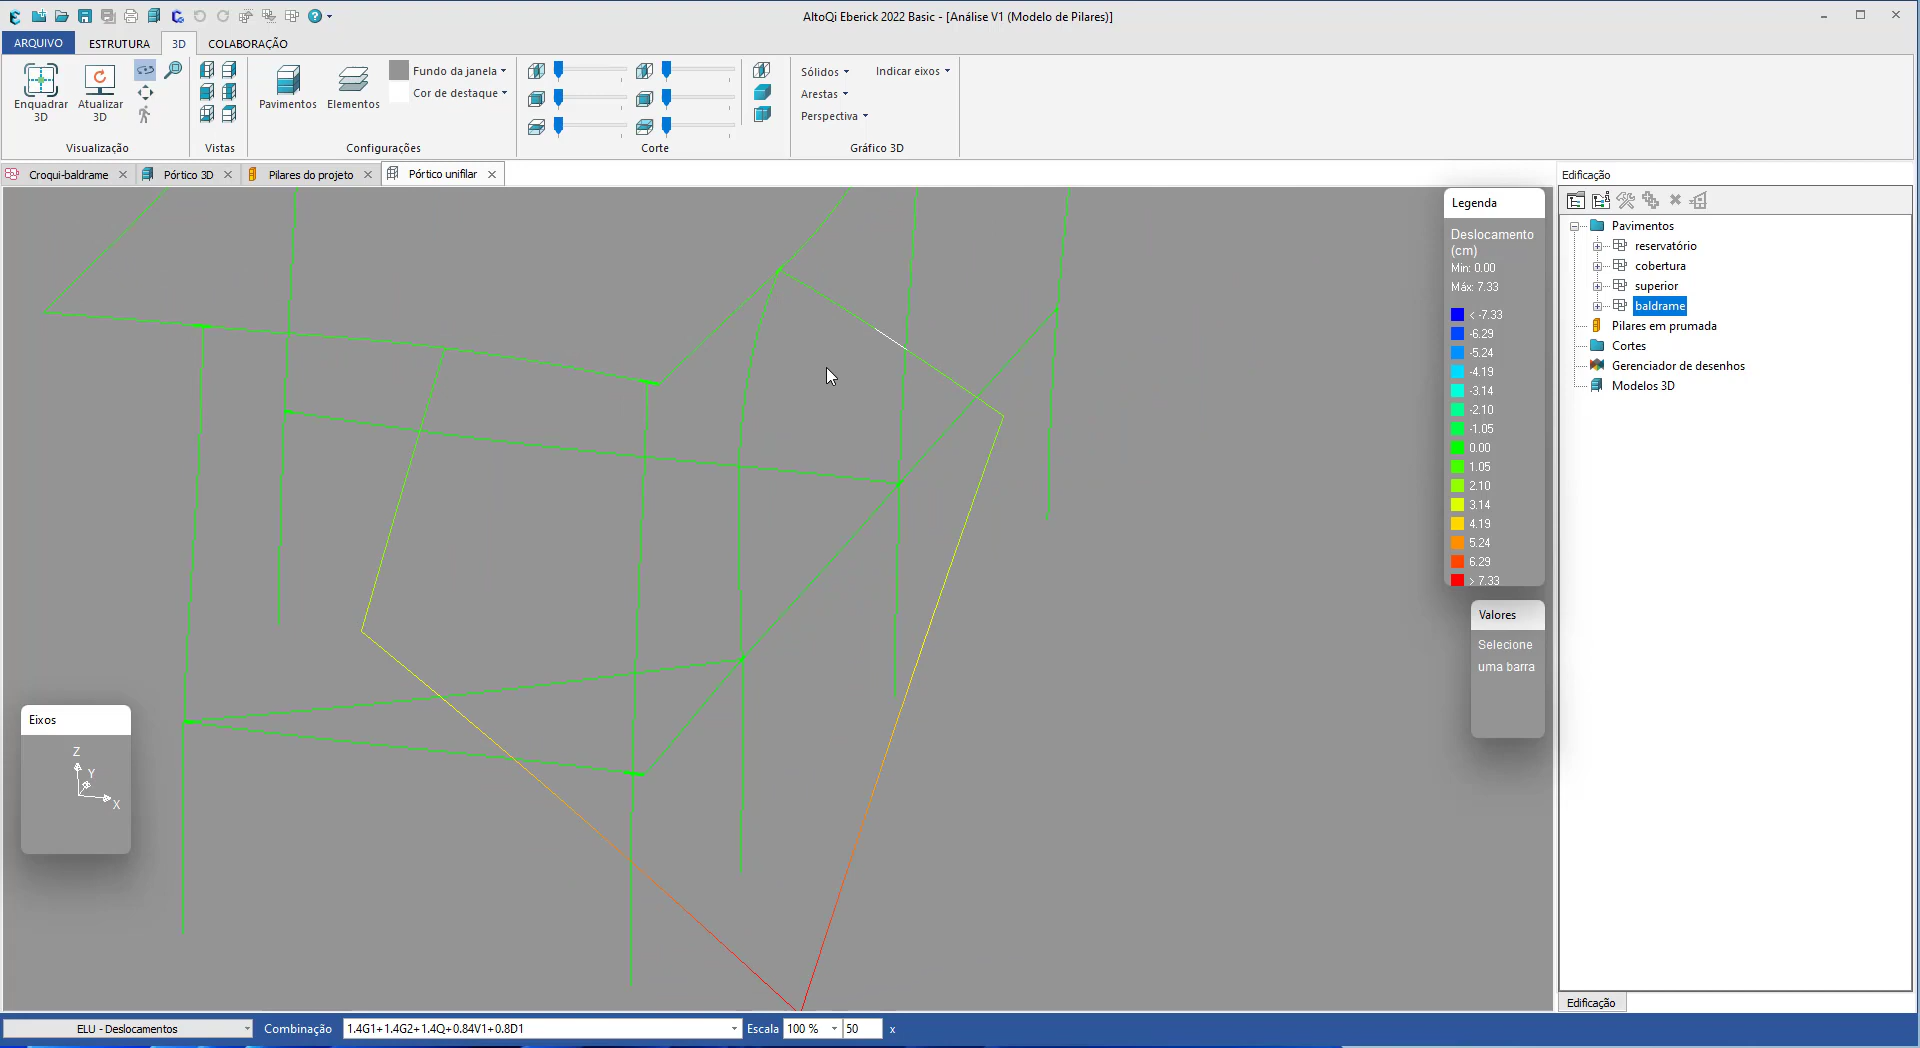 AltoQi Eberick 2022 Basic - [Análise V1 (Modelo de Pilares)]
ARQUIVO ESTRUTURA 3D COLABORAÇÃO
Enquadrar 3D
Atualizar 3D
Visualização
Vistas
Pavimentos
Elementos
Fundo da janela
Cor de destaque
Configurações
Corte
Sólidos
Arestas
Perspectiva
Indicar eixos
Gráfico 3D
Croqui-baldrame
Pórtico 3D
Pilares do projeto
Pórtico unifilar
Legenda
Deslocamento
(cm)
Min: 0.00
Máx: 7.33
< -7.33
-6.29
-5.24
-4.19
-3.14
-2.10
-1.05
0.00
1.05
2.10
3.14
4.19
5.24
6.29
> 7.33
Valores
Selecione
uma barra
Eixos
Z
Y
X
Edificação
Pavimentos
reservatório
cobertura
superior
baldrame
Pilares em prumada
Cortes
Gerenciador de desenhos
Modelos 3D
Edificação
ELU - Deslocamentos
Combinação
1.4G1+1.4G2+1.4Q+0.84V1+0.8D1
Escala
100 %
50
x